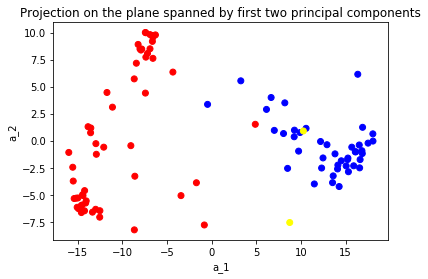 Projection on the plane spanned by first two principal components
10.0
7.5
5.0
2.5
0.0
−2.5
−5.0
−7.5
a_2
−15 −10 −5 0 5 10 15
a_1